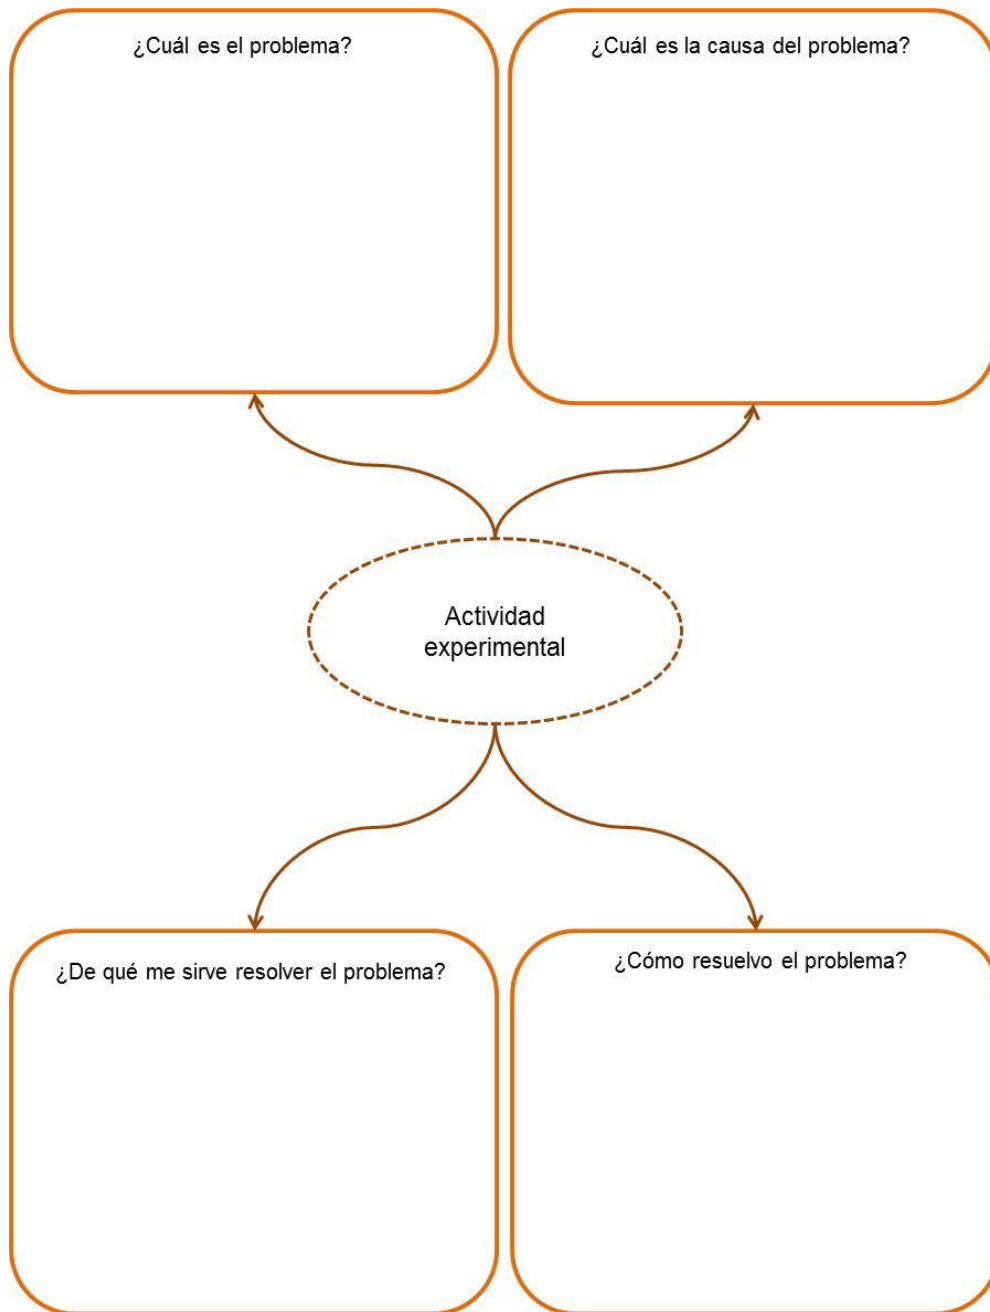 ¿Cuál es el problema?
¿Cuál es la causa del problema?
Actividad
experimental
¿De qué me sirve resolver el problema?
¿Cómo resuelvo el problema?